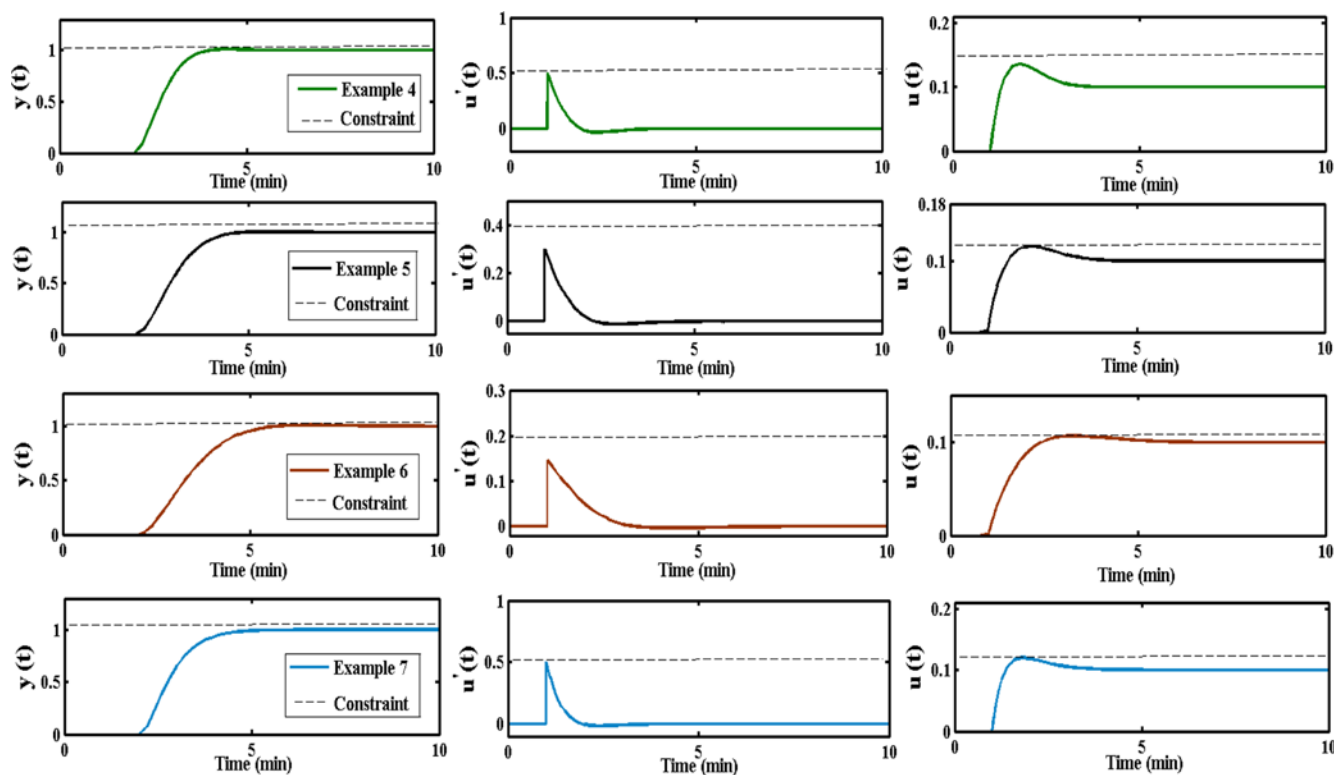 y (t)
1
0.5
0
0
5
10
Time (min)
Example 4
Constraint
u' (t)
1
0.5
0
0
5
10
Time (min)
u (t)
0.2
0.1
0
0
5
10
Time (min)
y (t)
1
0.5
0
0
5
10
Time (min)
Example 5
Constraint
u' (t)
0.4
0.2
0
0
5
10
Time (min)
u (t)
0.18
0.1
0
0
5
10
Time (min)
y (t)
1
0.5
0
0
5
10
Time (min)
Example 6
Constraint
u' (t)
0.3
0.2
0.1
0
0
5
10
Time (min)
u (t)
0.1
0
0
5
10
Time (min)
y (t)
1
0.5
0
0
5
10
Time (min)
Example 7
Constraint
u' (t)
1
0.5
0
0
5
10
Time (min)
u (t)
0.2
0.1
0
0
5
10
Time (min)